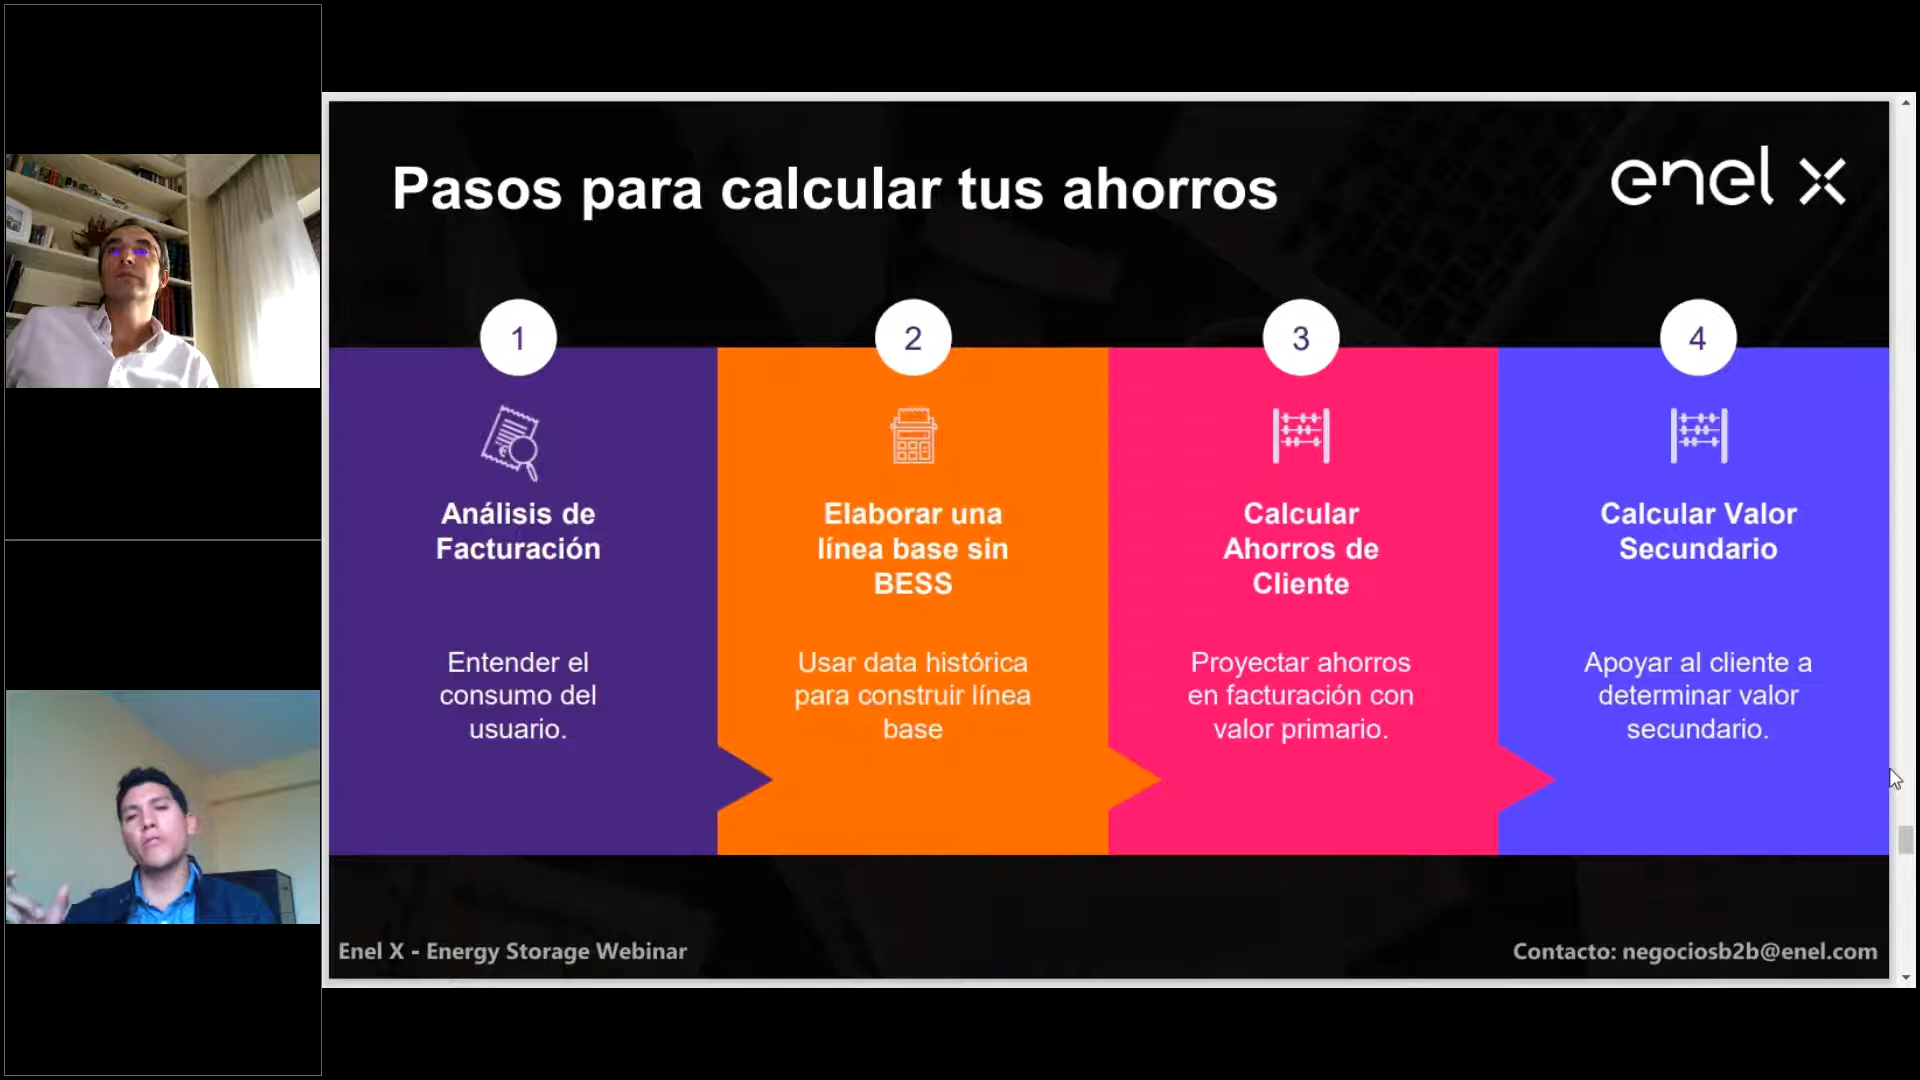 Pasos para calcular tus ahorros
enel x
1
Análisis de
Facturación
Entender el
consumo del
usuario.
2
Elaborar una
línea base sin
BESS
Usar data histórica
para construir línea
base
3
Calcular
Ahorros de
Cliente
Proyectar ahorros
en facturación con
valor primario.
4
Calcular Valor
Secundario
Apoyar al cliente a
determinar valor
secundario.
Enel X - Energy Storage Webinar
Contacto: negociosb2b@enel.com